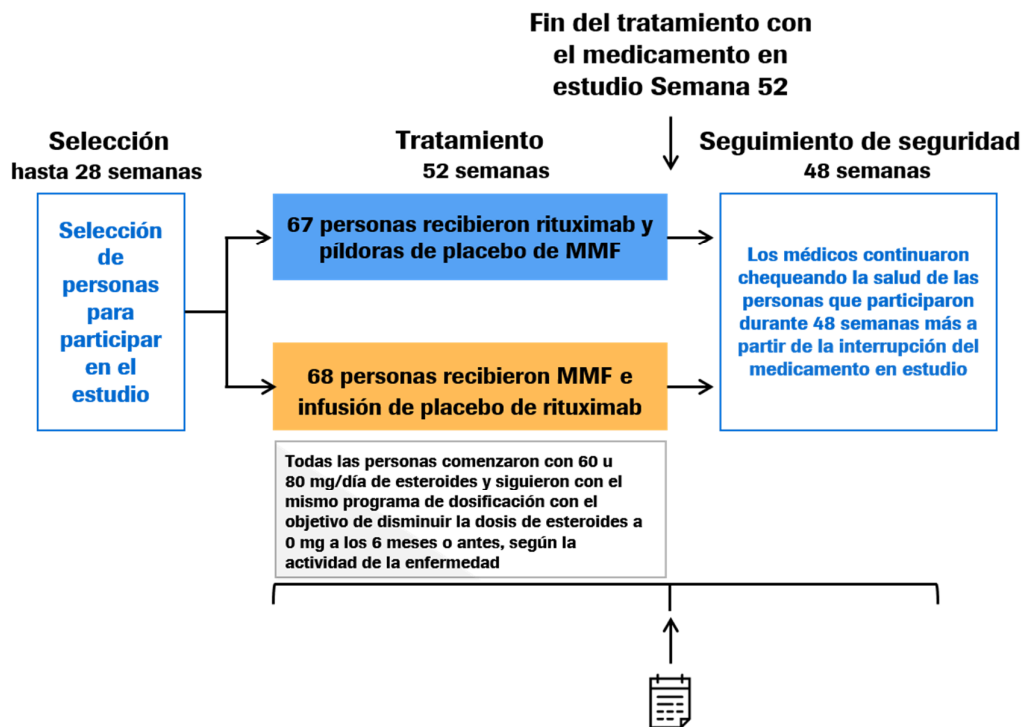 Fin del tratamiento con
el medicamento en
estudio Semana 52
Selección
hasta 28 semanas
Tratamiento
52 semanas
Seguimiento de seguridad
48 semanas
Selección
de
personas
para
participar
en el
estudio
67 personas recibieron rituximab y
píldoras de placebo de MMF
68 personas recibieron MMF e
infusión de placebo de rituximab
Los médicos continuaron
chequeando la salud de las
personas que participaron
durante 48 semanas más a
partir de la interrupción del
medicamento en estudio
Todas las personas comenzaron con 60 u
80 mg/día de esteroides y siguieron con el
mismo programa de dosificación con el
objetivo de disminuir la dosis de esteroides a
0 mg a los 6 meses o antes, según la
actividad de la enfermedad